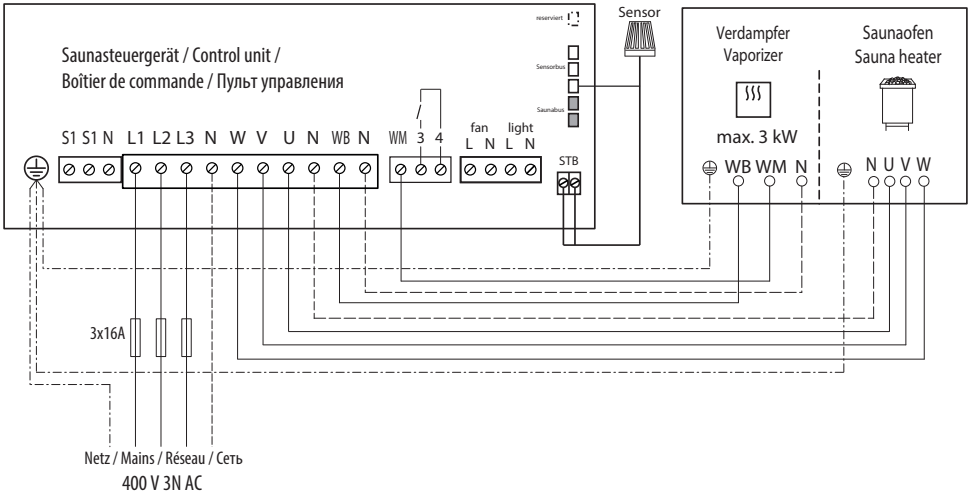 reserviert
Sensor
Saunasteuergerät / Control unit /
Boîtier de commande / Пульт управления
Sensorbus
Saunabus
S1 S1 N L1 L2 L3 N W V U N WB N WM 3 4
fan light
L N L N
STB
Verdampfer
Vaporizer
max. 3 kW
WB WM N
Saunaofen
Sauna heater
N U V W
3x16A
Netz / Mains / Réseau / Сеть
400 V 3N AC